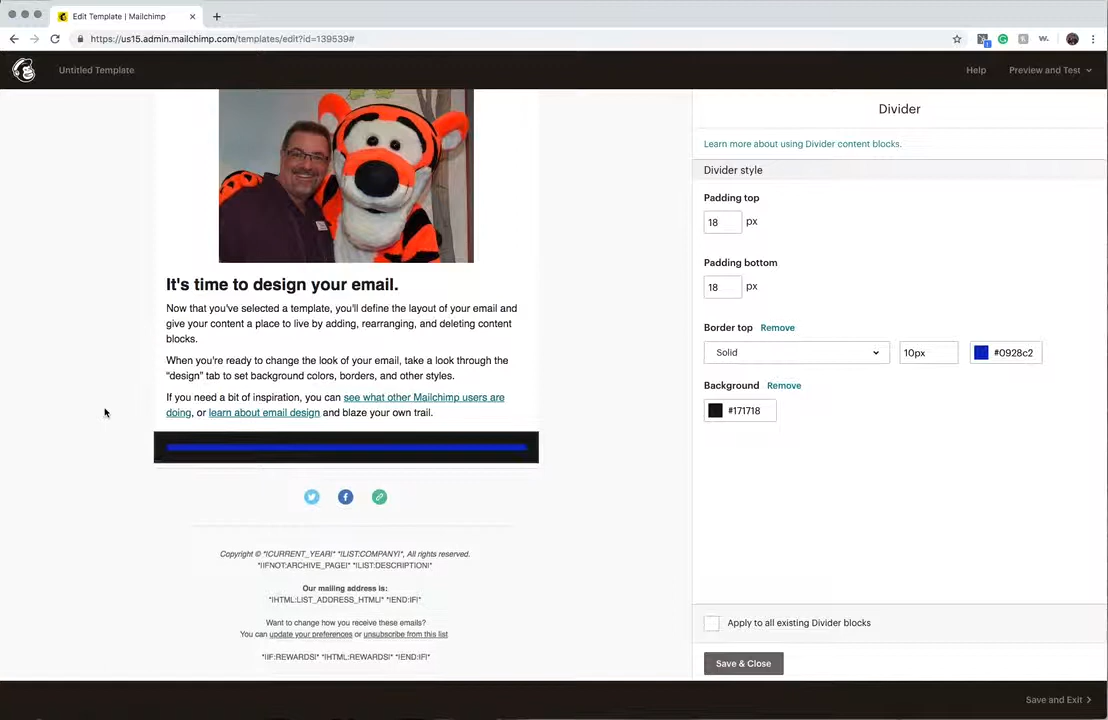 Edit Template | Mailchimp
https://us15.admin.mailchimp.com/templates/edit?id=139539#
Untitled Template
Help
Preview and Test
Divider
Learn more about using Divider content blocks.
Divider style
Padding top
18 px
Padding bottom
18 px
Border top Remove
Solid 10px #0928c2
Background Remove
#171718
It's time to design your email.
Now that you've selected a template, you'll define the layout of your email and
give your content a place to live by adding, rearranging, and deleting content
blocks.
When you're ready to change the look of your email, take a look through the
"design" tab to set background colors, borders, and other styles.
If you need a bit of inspiration, you can see what other Mailchimp users are
doing, or learn about email design and blaze your own trail.
Copyright © *|CURRENT_YEAR|* *|LIST:COMPANY|*, All rights reserved.
*|IFNOT:ARCHIVE_PAGE|* *|LIST:DESCRIPTION|*
Our mailing address is:
*|HTML:LIST_ADDRESS_HTML|* *|END:IF|*
Want to change how you receive these emails?
You can update your preferences or unsubscribe from this list
*|IF:REWARDS|* *|HTML:REWARDS|* *|END:IF|*
Apply to all existing Divider blocks
Save & Close
Save and Exit